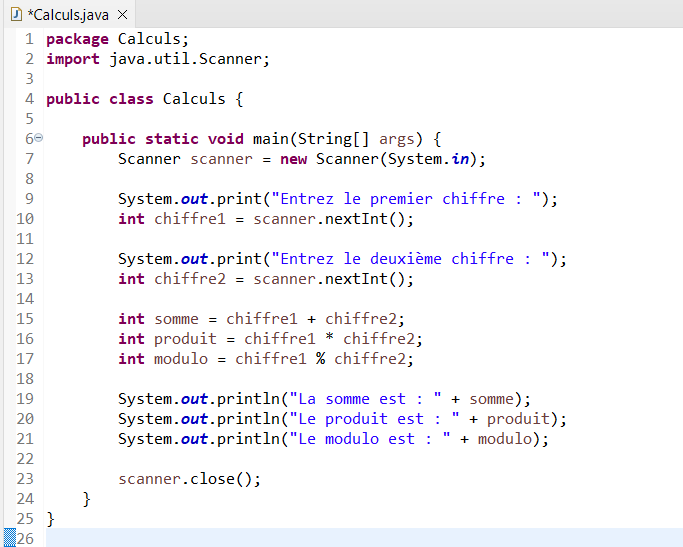 *Calculs.java
1 package Calculs;
2 import java.util.Scanner;
3
4 public class Calculs {
5
6 public static void main(String[] args) {
7 Scanner scanner = new Scanner(System.in);
8
9 System.out.print("Entrez le premier chiffre : ");
10 int chiffre1 = scanner.nextInt();
11
12 System.out.print("Entrez le deuxième chiffre : ");
13 int chiffre2 = scanner.nextInt();
14
15 int somme = chiffre1 + chiffre2;
16 int produit = chiffre1 * chiffre2;
17 int modulo = chiffre1 % chiffre2;
18
19 System.out.println("La somme est : " + somme);
20 System.out.println("Le produit est : " + produit);
21 System.out.println("Le modulo est : " + modulo);
22
23 scanner.close();
24 }
25 }
26